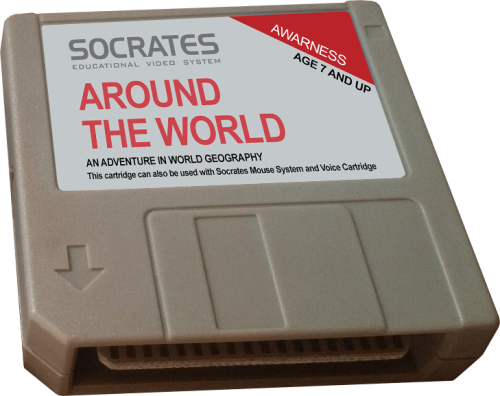 SOCRATES
EDUCATIONAL VIDEO SYSTEM
AWARNESS
AGE 7 AND UP
AROUND
THE WORLD
AN ADVENTURE IN WORLD GEOGRAPHY
This cartridge can also be used with Socrates Mouse System and Voice Cartridge